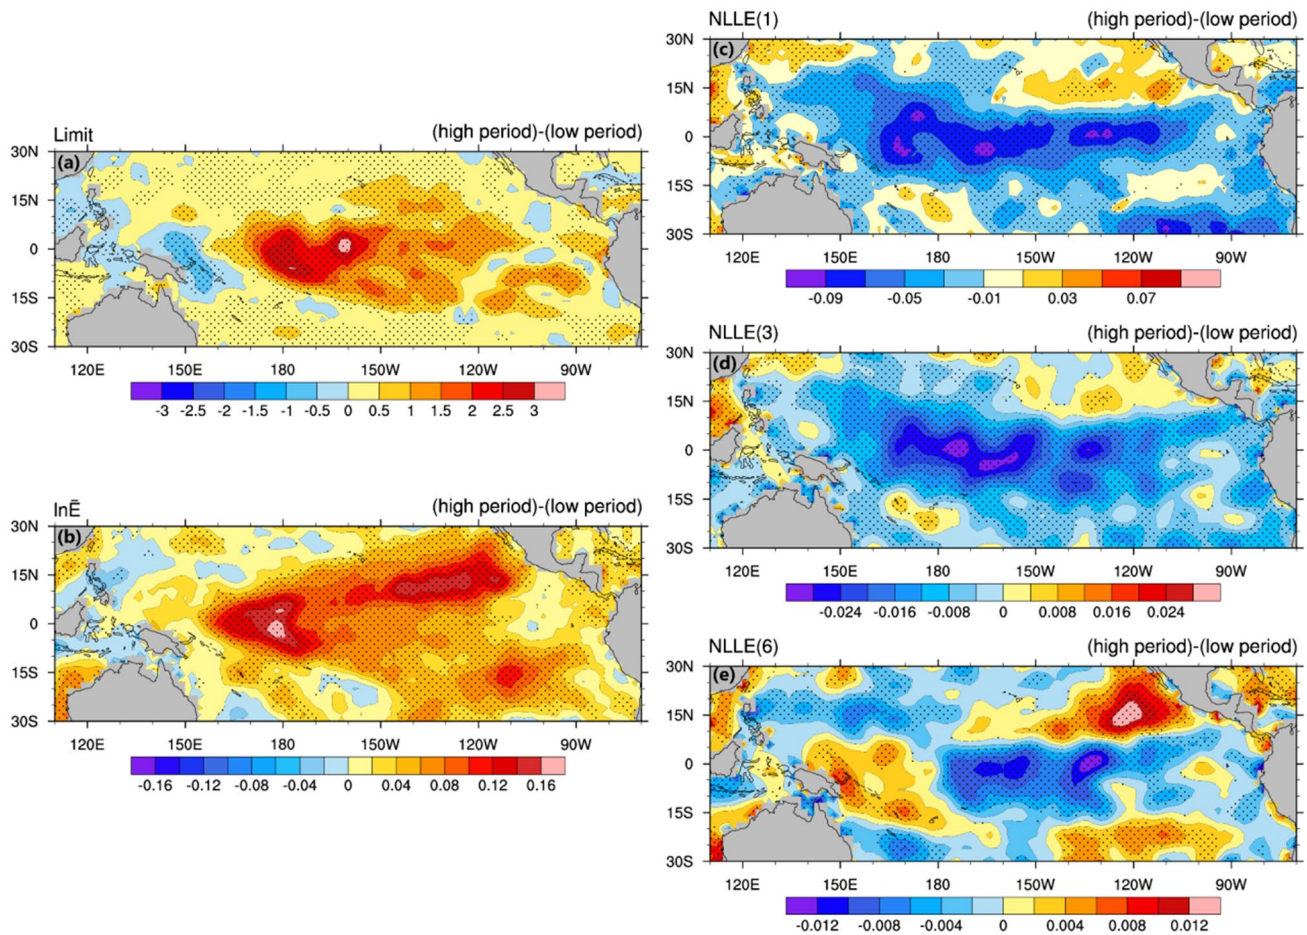 Limit (high period)-(low period)
(a)
30N
15N
0
15S
30S
120E 150E 180 150W 120W 90W
-3 -2.5 -2 -1.5 -1 -0.5 0 0.5 1 1.5 2 2.5 3
lnĒ (high period)-(low period)
(b)
30N
15N
0
15S
30S
120E 150E 180 150W 120W 90W
-0.16 -0.12 -0.08 -0.04 0 0.04 0.08 0.12 0.16
NLLE(1) (high period)-(low period)
(c)
30N
15N
0
15S
30S
120E 150E 180 150W 120W 90W
-0.09 -0.05 -0.01 0.03 0.07
NLLE(3) (high period)-(low period)
(d)
30N
15N
0
15S
30S
120E 150E 180 150W 120W 90W
-0.024 -0.016 -0.008 0 0.008 0.016 0.024
NLLE(6) (high period)-(low period)
(e)
30N
15N
0
15S
30S
120E 150E 180 150W 120W 90W
-0.012 -0.008 -0.004 0 0.004 0.008 0.012